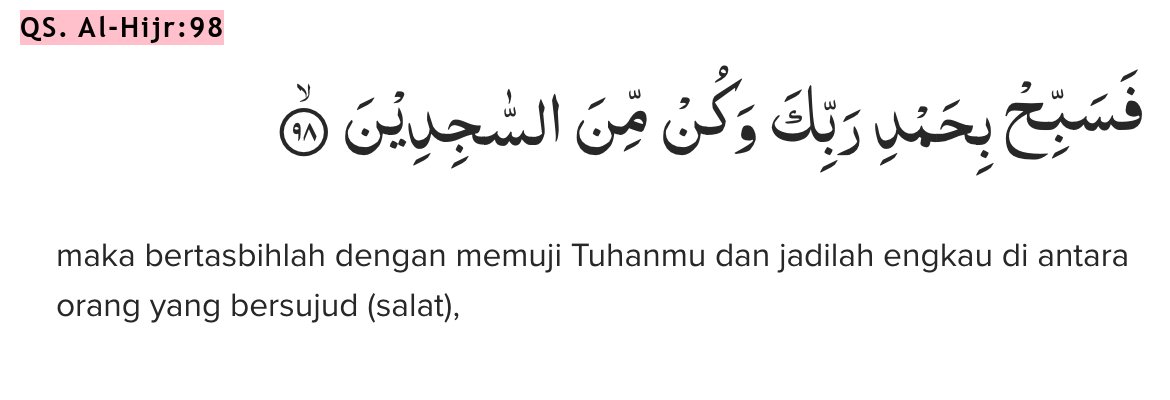 QS. Al-Hijr:98
فَسَبِّحْ بِحَمْدِ رَبِّكَ وَكُنْ مِّنَ السّٰجِدِيْنَ ۙ ٩٨
maka bertasbihlah dengan memuji Tuhanmu dan jadilah engkau di antara
orang yang bersujud (salat),